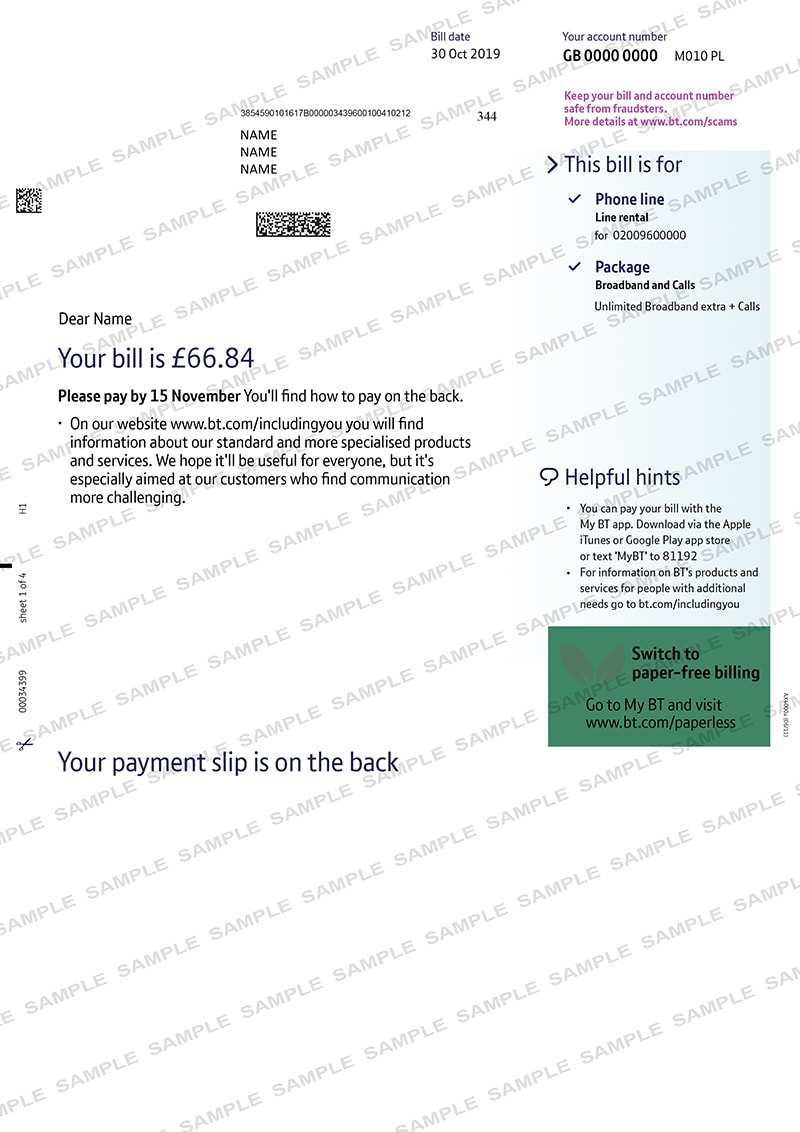 Bill date
30 Oct 2019
Your account number
GB 0000 0000 M010 PL
Keep your bill and account number
safe from fraudsters.
More details at www.bt.com/scams
3854590101617B000003439600100410212
344
NAME
NAME
NAME
This bill is for
Phone line
Line rental
for 02009600000
Package
Broadband and Calls
Unlimited Broadband extra + Calls
Dear Name
Your bill is £66.84
Please pay by 15 November You'll find how to pay on the back.
· On our website www.bt.com/includingyou you will find
information about our standard and more specialised products
and services. We hope it'll be useful for everyone, but it's
especially aimed at our customers who find communication
more challenging.
Helpful hints
· You can pay your bill with the
My BT app. Download via the Apple
iTunes or Google Play app store
or text 'MyBT' to 81192
· For information on BT's products and
services for people with additional
needs go to bt.com/includingyou
Switch to
paper-free billing
Go to My BT and visit
www.bt.com/paperless
H1
sheet 1 of 4
00034399
Your payment slip is on the back
SAMPLE